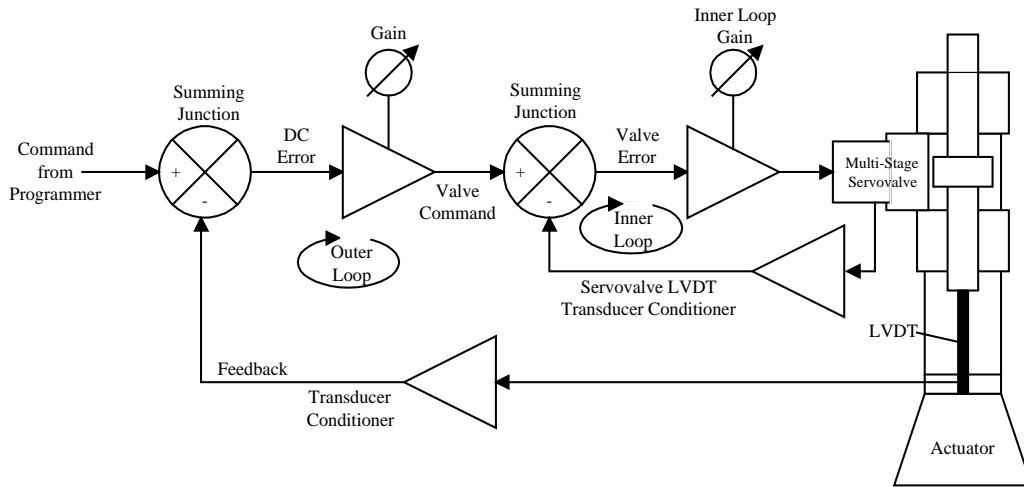 Gain
Inner Loop
Gain
Summing
Junction
Summing
Junction
Command
from
Programmer
+
-
DC
Error
Valve
Command
+
-
Valve
Error
Multi-Stage
Servovalve
Outer
Loop
Inner
Loop
Servovalve LVDT
Transducer Conditioner
LVDT
Feedback
Transducer
Conditioner
Actuator